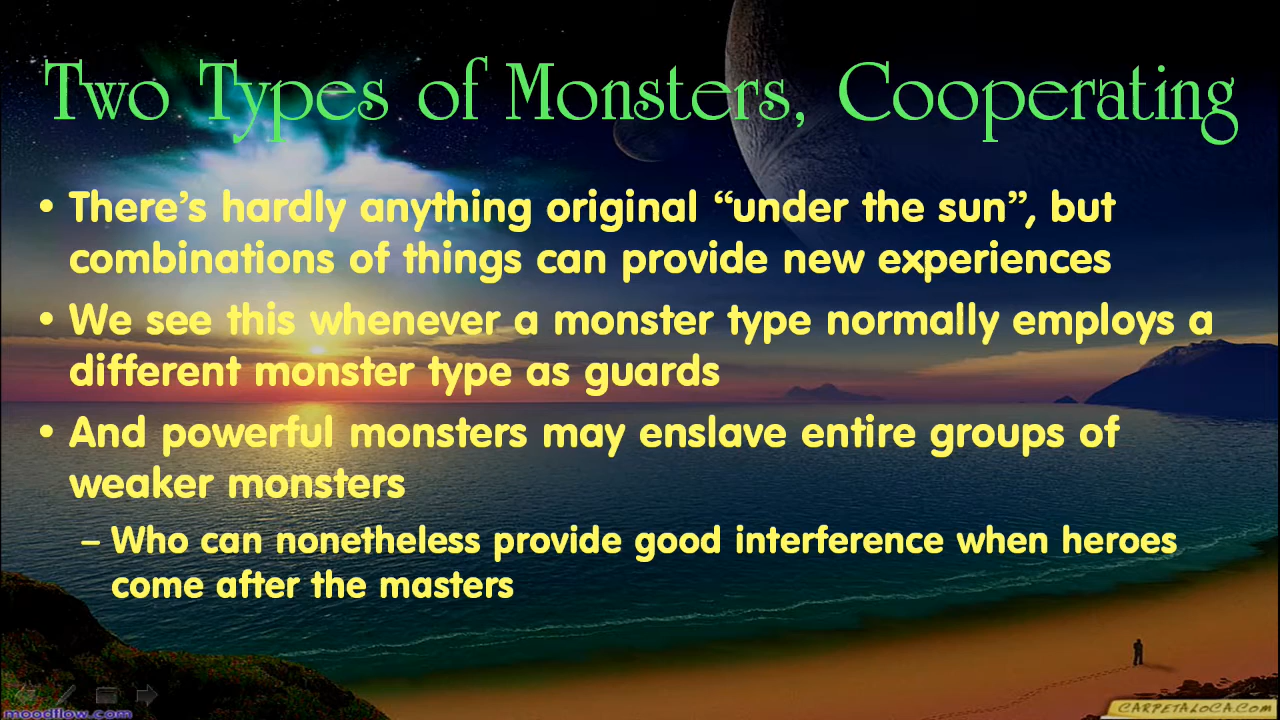 Two Types of Monsters, Cooperating
• There’s hardly anything original “under the sun”, but
combinations of things can provide new experiences
• We see this whenever a monster type normally employs a
different monster type as guards
• And powerful monsters may enslave entire groups of
weaker monsters
– Who can nonetheless provide good interference when heroes
come after the masters
moodflow.com
CARPETALOCA.COM